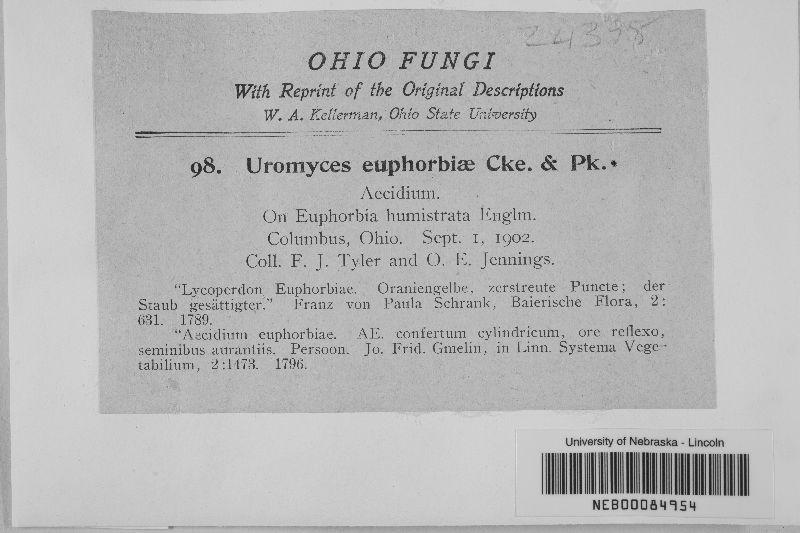 24378
OHIO FUNGI
With Reprint of the Original Descriptions
W. A. Kellerman, Ohio State University
98. Uromyces euphorbiæ Cke. & Pk.
Aecidium.
On Euphorbia humistrata Englm.
Columbus, Ohio. Sept. 1, 1902.
Coll. F. J. Tyler and O. E. Jennings.
"Lycoperdon Euphorbiae. Oraniengelbe, zerstreute Puncte; der
Staub gesättigter." Franz von Paula Schrank, Baierische Flora, 2:
631. 1789.
"Aecidium euphorbiae. AE. confertum cylindricum, ore reflexo,
seminibus aurantiis. Persoon. Jo. Frid. Gmelin, in Linn. Systema Vege-
tabilium, 2:1473. 1796.
University of Nebraska - Lincoln
NEB00084954